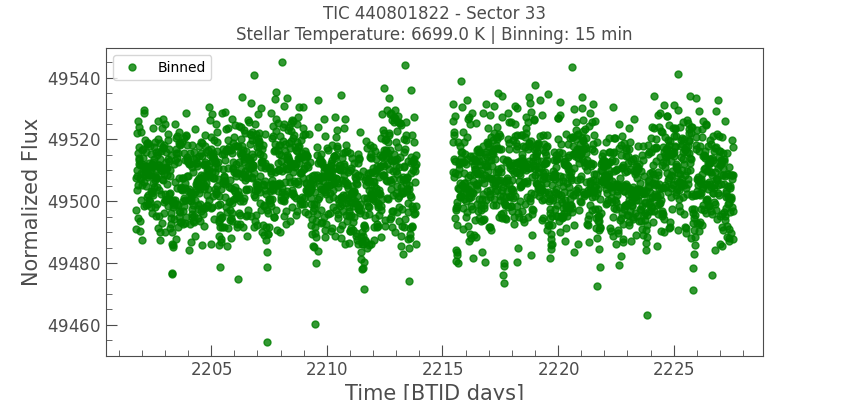 TIC 440801822 - Sector 33
Stellar Temperature: 6699.0 K | Binning: 15 min
Binned
49540
49520
49500
49480
49460
Normalized Flux
2205 2210 2215 2220 2225
Time [BTJD days]